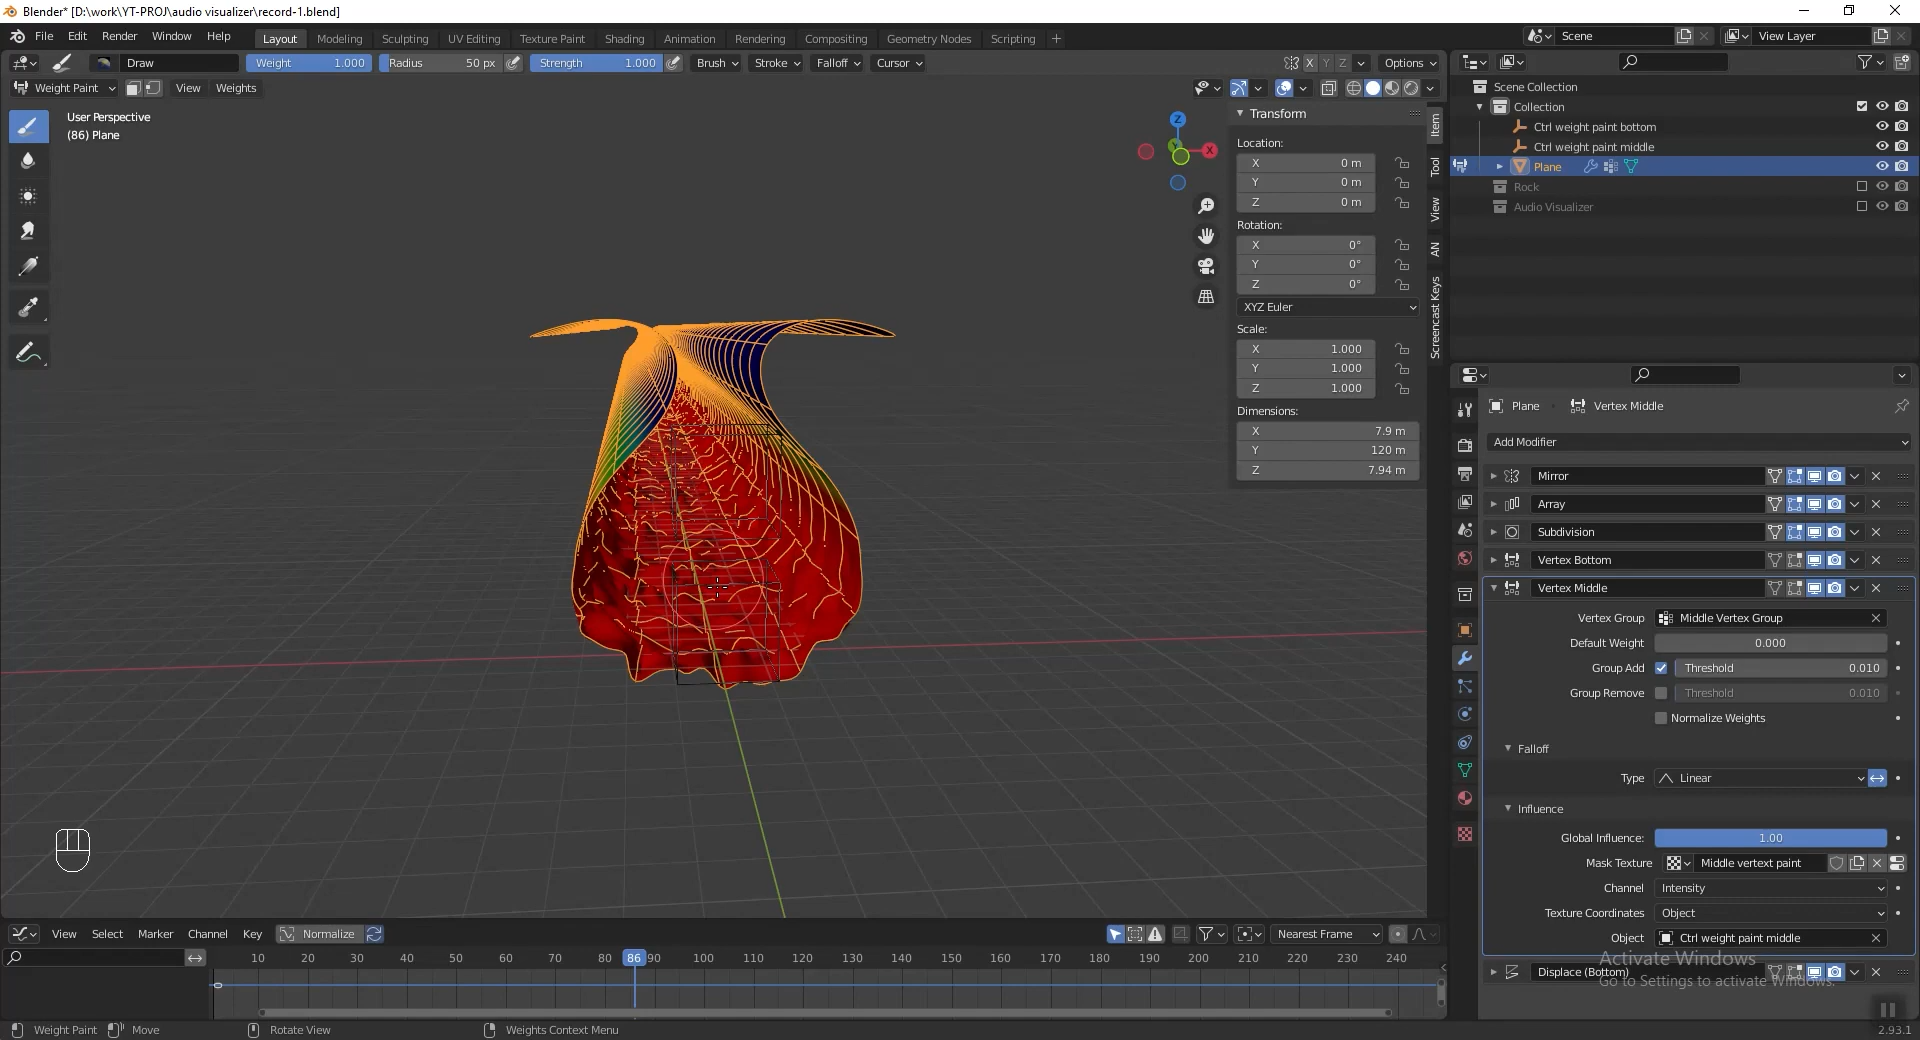 Blender* [D:\work\YT-PROJ\audio visualizer\record-1.blend]
File Edit Render Window Help Layout Modeling Sculpting UV Editing Texture Paint Shading Animation Rendering Compositing Geometry Nodes Scripting + Scene View Layer
Draw Weight 1.000 Radius 50 px Strength 1.000 Brush Stroke Falloff Cursor X Y Z Options
Weight Paint View Weights
User Perspective
(86) Plane
Z
X
Transform
Location:
X 0 m
Y 0 m
Z 0 m
Rotation:
X 0°
Y 0°
Z 0°
XYZ Euler
Scale:
X 1.000
Y 1.000
Z 1.000
Dimensions:
X 7.9 m
Y 120 m
Z 7.94 m
Item
Tool
View
AN
Screencast Keys
Scene Collection
Collection
Ctrl weight paint bottom
Ctrl weight paint middle
Plane
Rock
Audio Visualizer
Plane Vertex Middle
Add Modifier
Mirror
Array
Subdivision
Vertex Bottom
Vertex Middle
Vertex Group Middle Vertex Group
Default Weight 0.000
Group Add Threshold 0.010
Group Remove Threshold 0.010
Normalize Weights
Falloff
Type Linear
Influence
Global Influence: 1.00
Mask Texture Middle vertext paint
Channel Intensity
Texture Coordinates Object
Object Ctrl weight paint middle
Displace (Bottom)
Activate Windows
Go to Settings to activate Windows.
View Select Marker Channel Key Normalize Nearest Frame
10 20 30 40 50 60 70 80 86 90 100 110 120 130 140 150 160 170 180 190 200 210 220 230 240
Weight Paint Move Rotate View Weights Context Menu 2.93.1